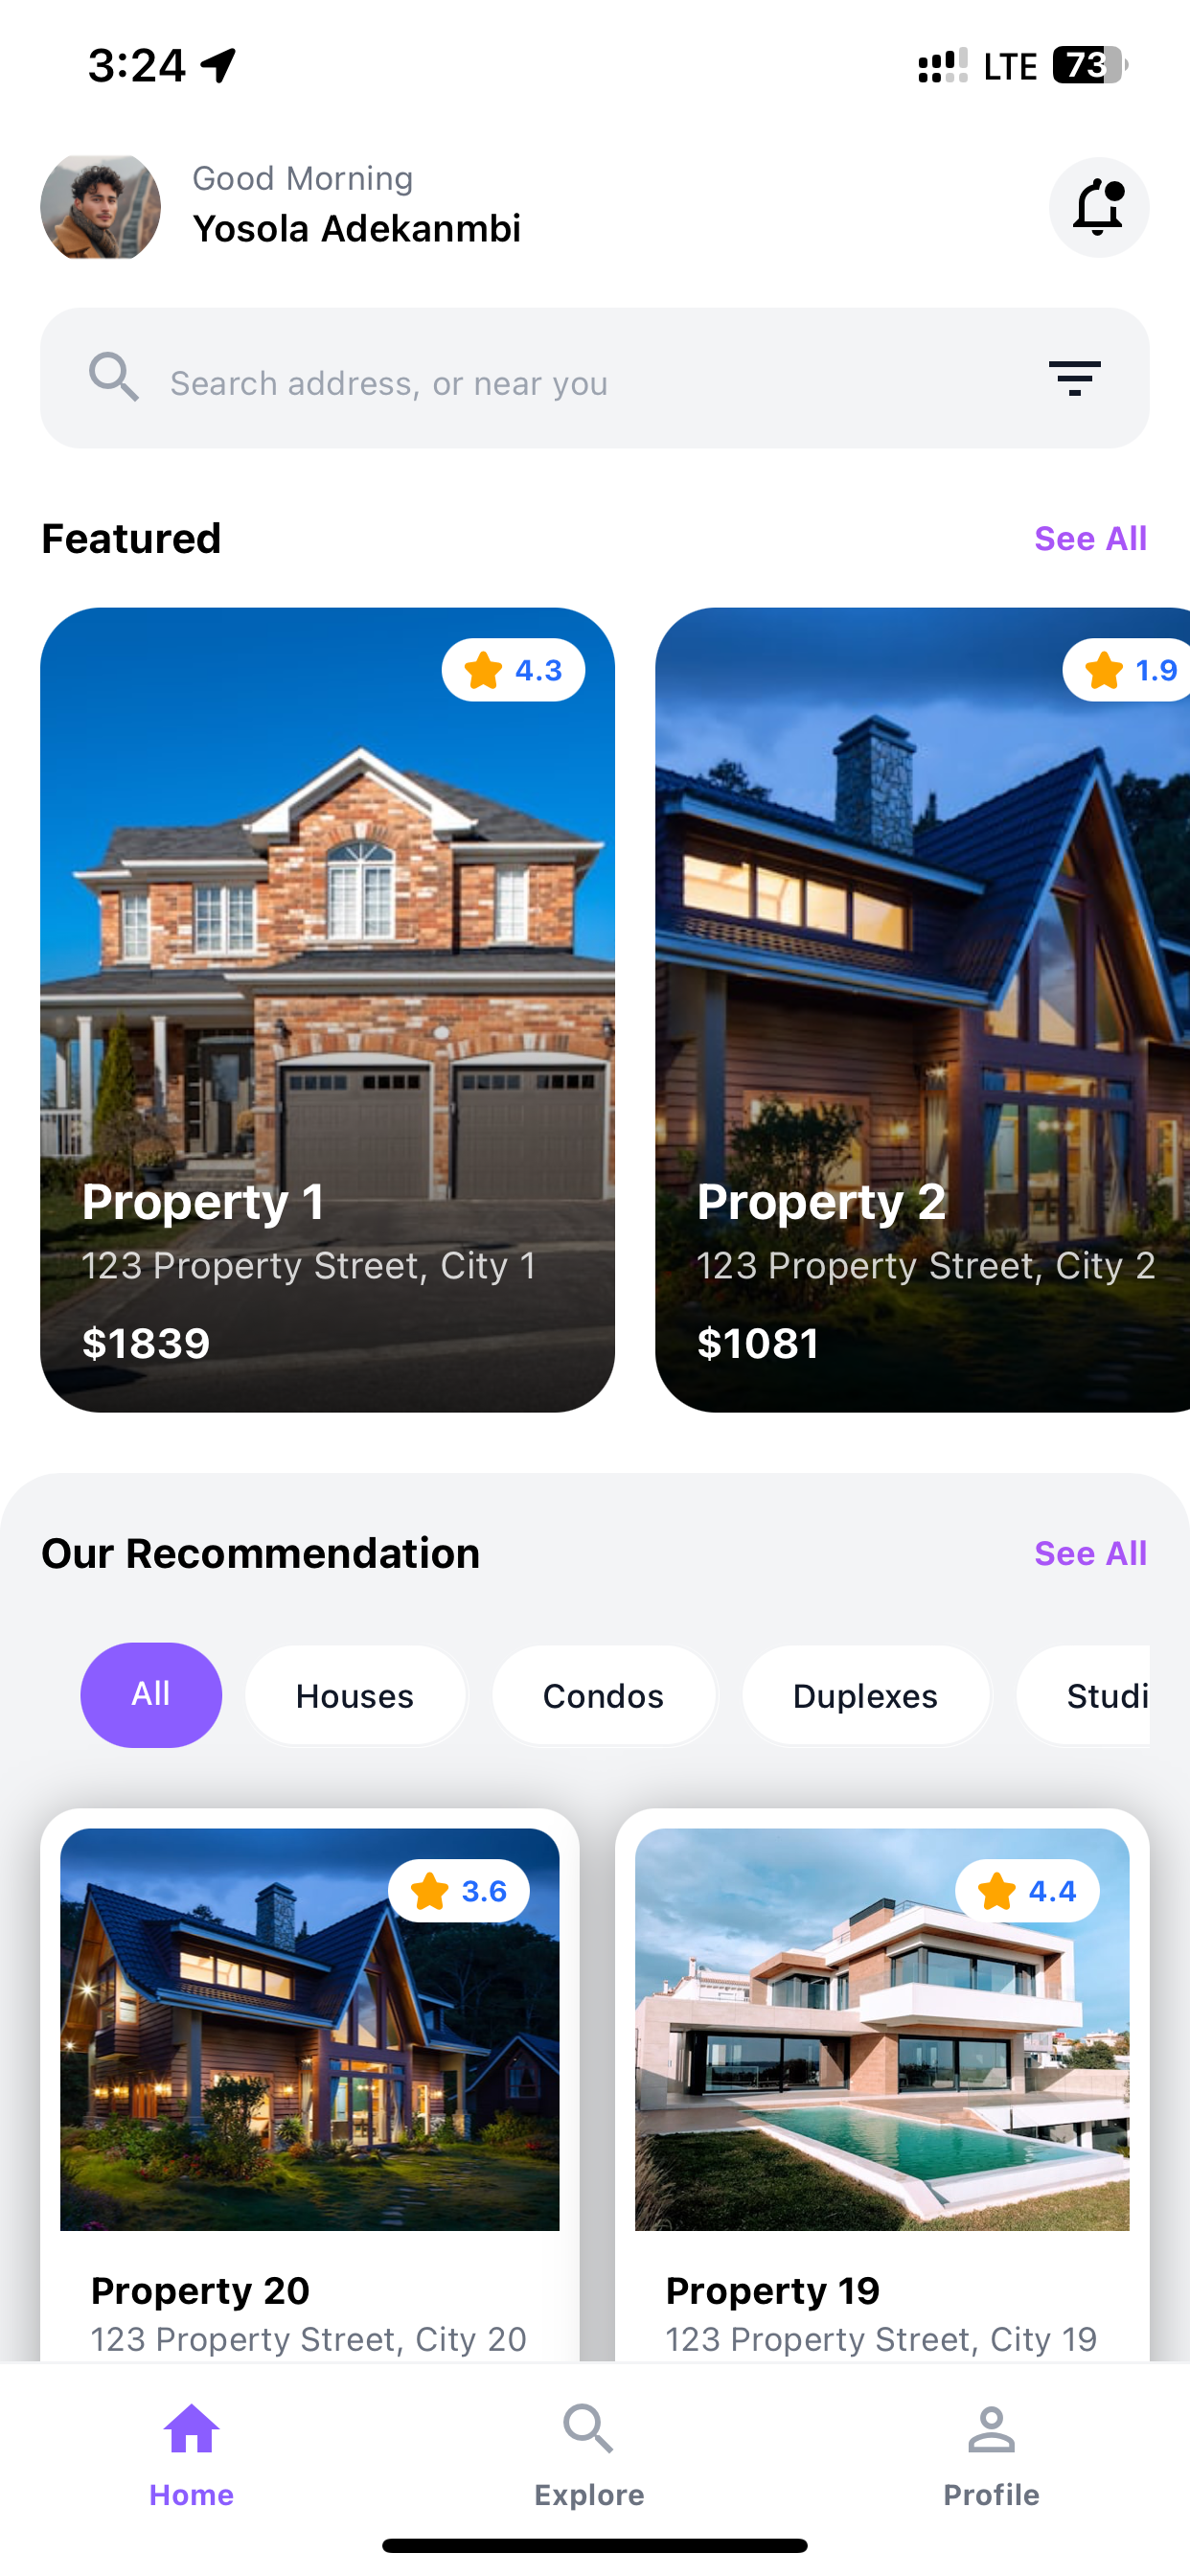 3:24
LTE 73
Good Morning
Yosola Adekanmbi
Search address, or near you
Featured
See All
4.3
1.9
Property 1
123 Property Street, City 1
$1839
Property 2
123 Property Street, City 2
$1081
Our Recommendation
See All
All
Houses
Condos
Duplexes
Studi
3.6
4.4
Property 20
123 Property Street, City 20
Property 19
123 Property Street, City 19
Home
Explore
Profile